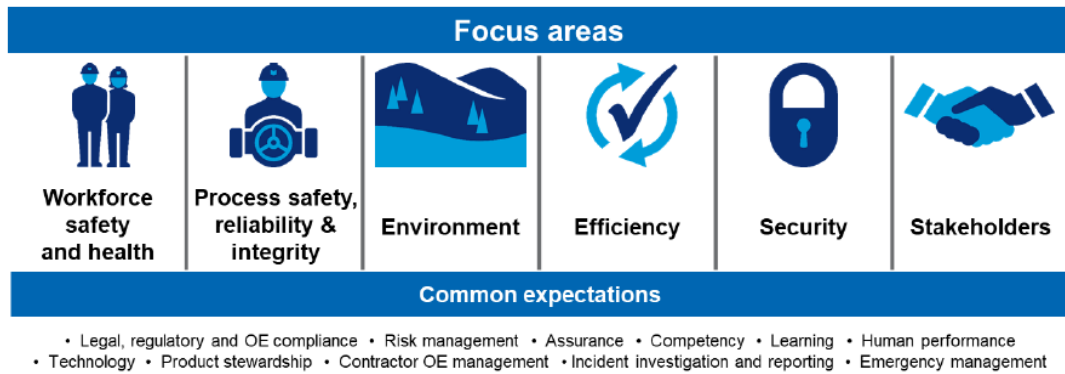 Focus areas
Workforce
safety
and health
Process safety,
reliability &
integrity
Environment
Efficiency
Security
Stakeholders
Common expectations
• Legal, regulatory and OE compliance • Risk management • Assurance • Competency • Learning • Human performance
• Technology • Product stewardship • Contractor OE management • Incident investigation and reporting • Emergency management